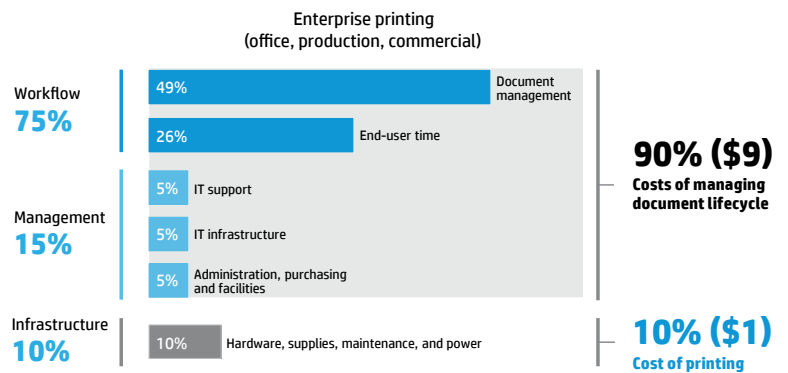 Enterprise printing
(office, production, commercial)
Workflow
75%
49%
Document
management
26%
End-user time
Management
15%
5%
IT support
5%
IT infrastructure
5%
Administration, purchasing
and facilities
90% ($9)
Costs of managing
document lifecycle
Infrastructure
10%
10%
Hardware, supplies, maintenance, and power
10% ($1)
Cost of printing